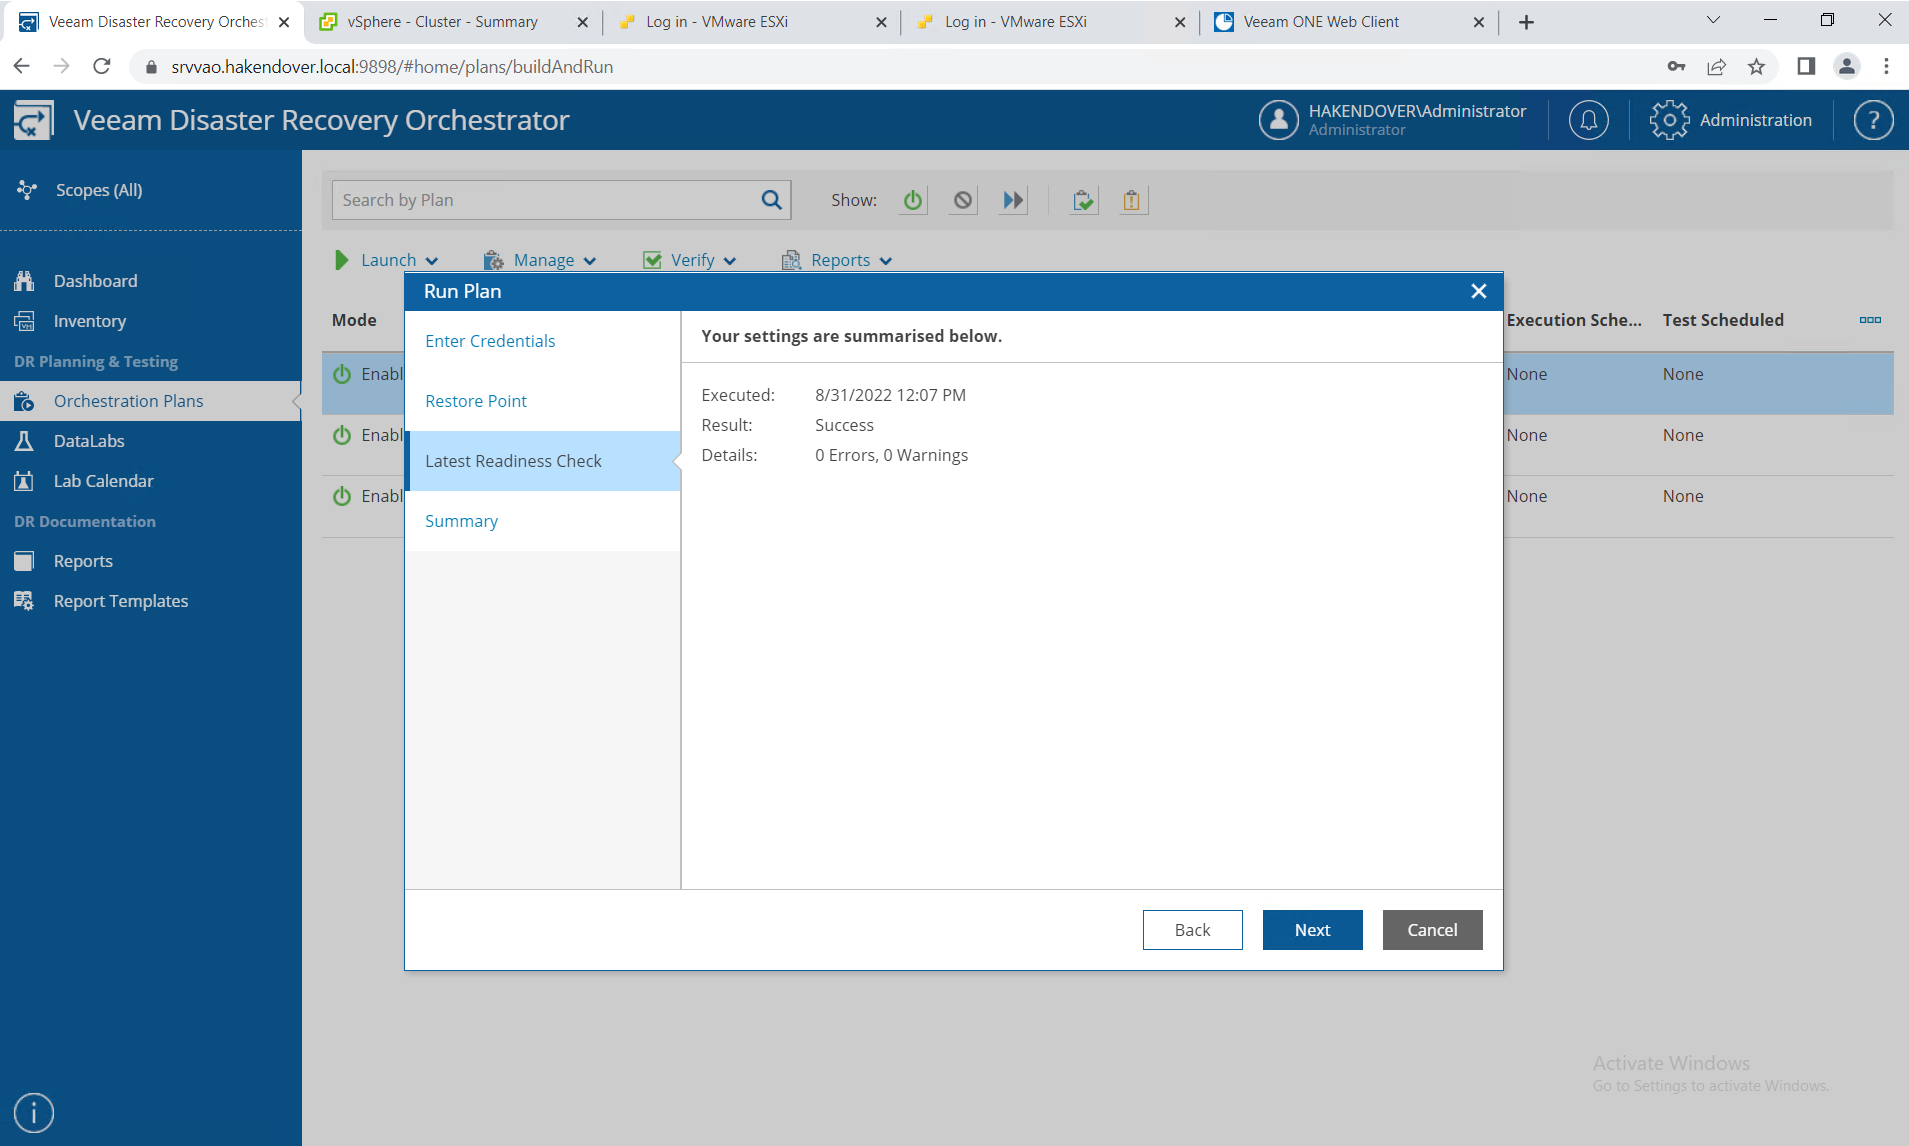 Veeam Disaster Recovery Orchest
vSphere - Cluster - Summary
Log in - VMware ESXi
Log in - VMware ESXi
Veeam ONE Web Client
srvvao.hakendover.local:9898/#home/plans/buildAndRun
Veeam Disaster Recovery Orchestrator
HAKENDOVER\Administrator
Administrator
Administration
?
Scopes (All)
Search by Plan
Show:
Launch
Manage
Verify
Reports
Dashboard
Inventory
DR Planning & Testing
Orchestration Plans
DataLabs
Lab Calendar
DR Documentation
Reports
Report Templates
Mode
Execution Sche...
Test Scheduled
Enabl
None
None
Enabl
None
None
Enabl
None
None
Run Plan
Enter Credentials
Restore Point
Latest Readiness Check
Summary
Your settings are summarised below.
Executed: 8/31/2022 12:07 PM
Result: Success
Details: 0 Errors, 0 Warnings
Back
Next
Cancel
Activate Windows
Go to Settings to activate Windows.